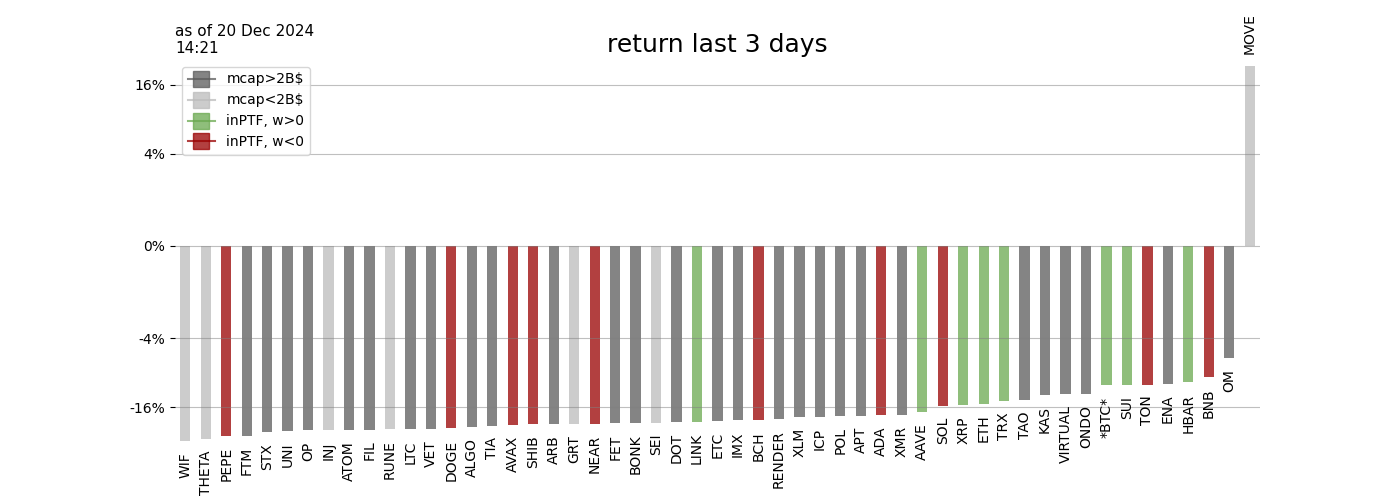 as of 20 Dec 2024
14:21
return last 3 days
mcap>2B$
mcap<2B$
inPTF, w>0
inPTF, w<0
16%
4%
0%
-4%
-16%
WIF
THETA
PEPE
FTM
STX
UNI
OP
INJ
ATOM
FIL
RUNE
LTC
VET
DOGE
ALGO
TIA
AVAX
SHIB
ARB
GRT
NEAR
FET
BONK
SEI
DOT
LINK
ETC
IMX
BCH
RENDER
XLM
ICP
POL
APT
ADA
XMR
AAVE
SOL
XRP
ETH
TRX
TAO
KAS
VIRTUAL
ONDO
*BTC*
SUI
TON
ENA
HBAR
BNB
OM
MOVE